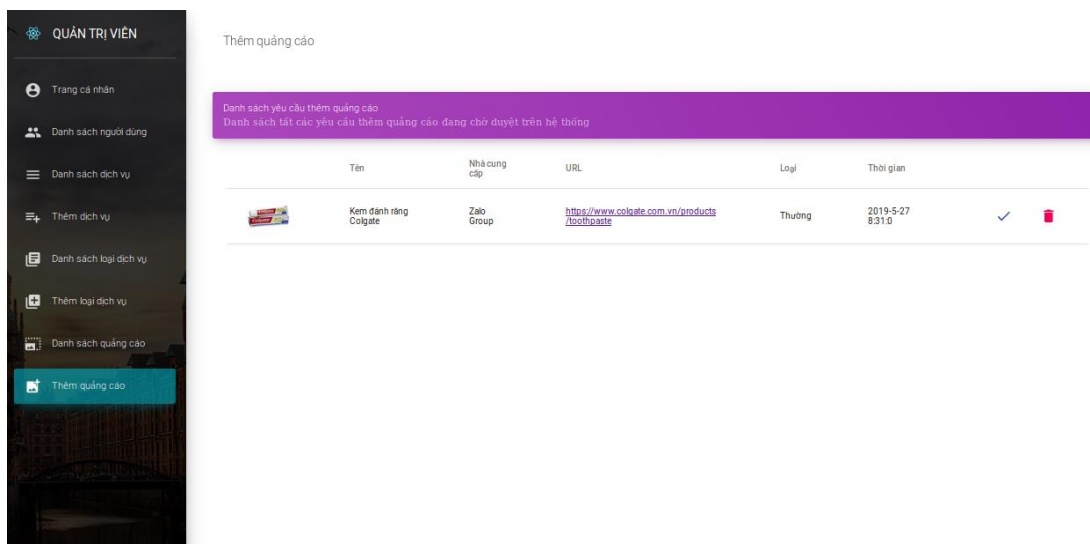 QUẢN TRỊ VIÊN
Trang cá nhân
Danh sách người dùng
Danh sách dịch vụ
Thêm dịch vụ
Danh sách loại dịch vụ
Thêm loại dịch vụ
Danh sách quảng cáo
Thêm quảng cáo
Thêm quảng cáo
Danh sách yêu cầu thêm quảng cáo
Danh sách tất các yêu cầu thêm quảng cáo đang chờ duyệt trên hệ thống
Tên
Nhà cung
cấp
URL
Loại
Thời gian
Kem đánh răng
Colgate
Zalo
Group
https://www.colgate.com.vn/products
/toothpaste
Thường
2019-5-27
8:31:0